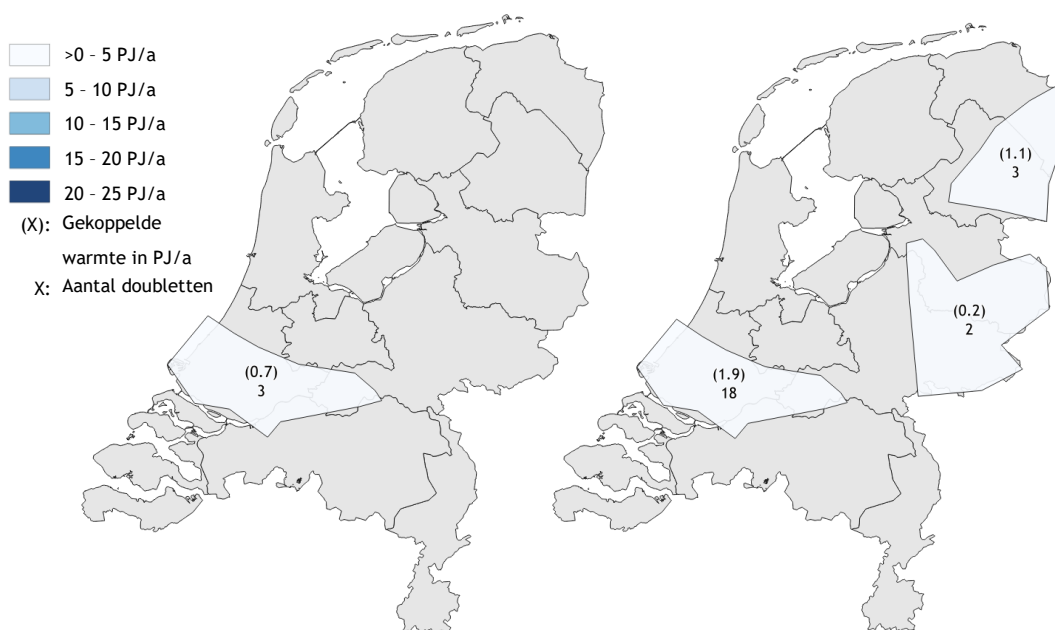 >0 – 5 PJ/a
5 – 10 PJ/a
10 – 15 PJ/a
15 – 20 PJ/a
20 – 25 PJ/a
(X): Gekoppelde
warmte in PJ/a
X: Aantal doubletten
(0.7)
3
(1.1)
3
(0.2)
2
(1.9)
18